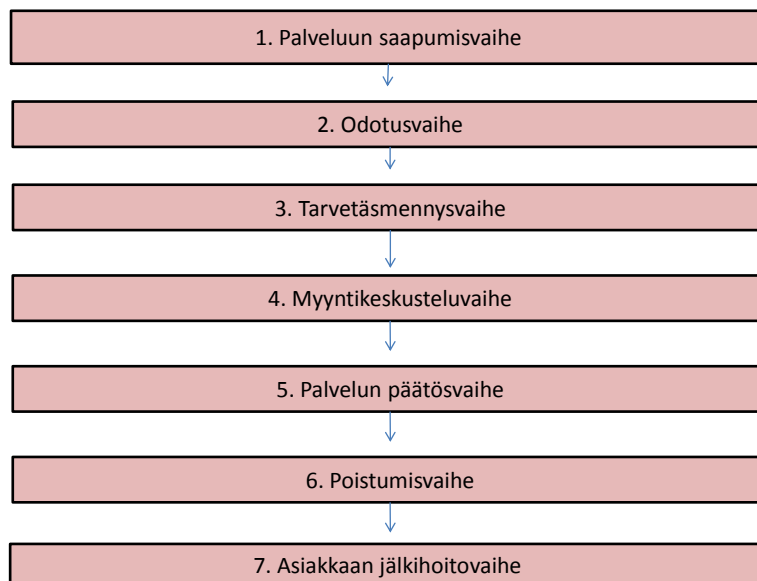 1. Palveluun saapumisvaihe
2. Odotusvaihe
3. Tarvetäsmennysvaihe
4. Myyntikeskusteluvaihe
5. Palvelun päätösvaihe
6. Poistumisvaihe
7. Asiakkaan jälkihoitovaihe